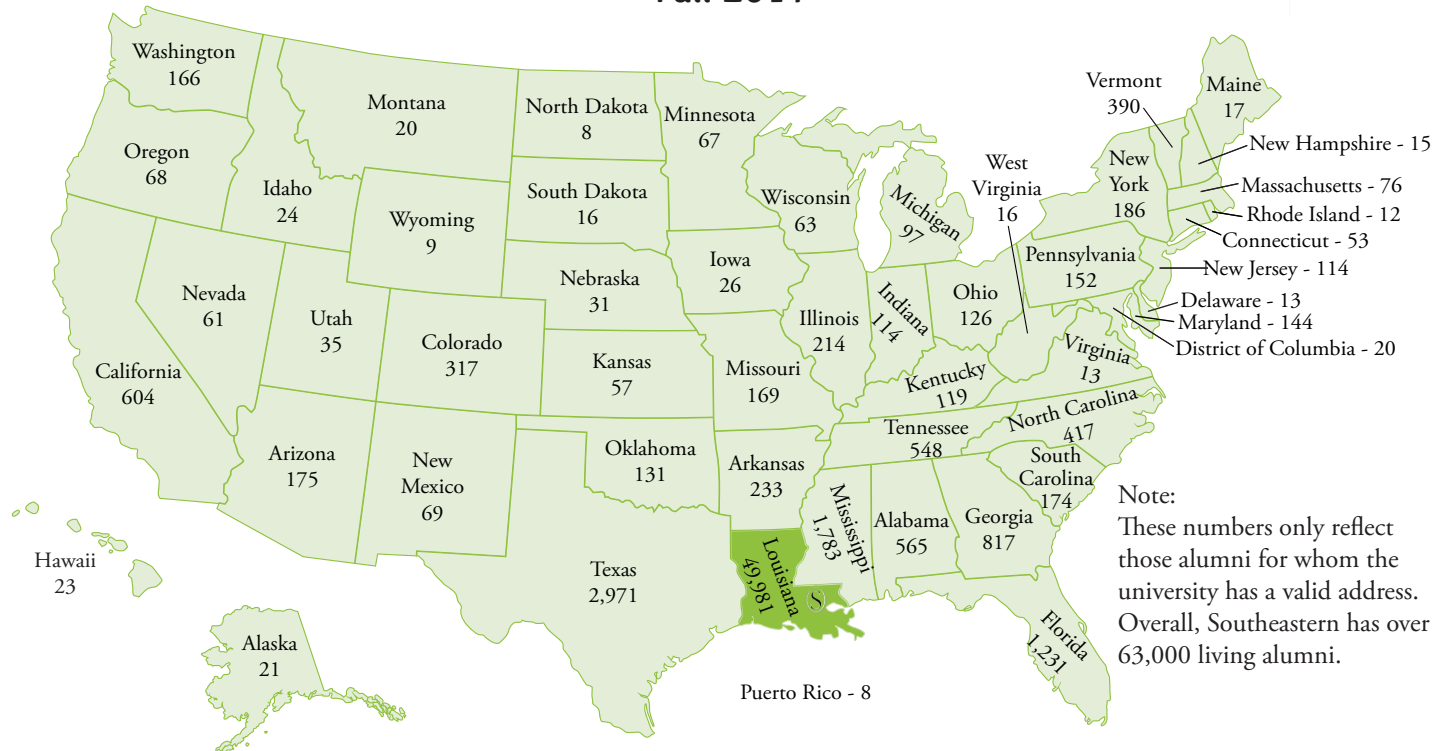 Fall
Washington
166
Oregon
68
Idaho
24
Montana
20
North Dakota
8
Minnesota
67
South Dakota
16
Wyoming
9
Wisconsin
63
Michigan
97
Vermont
390
Maine
17
New Hampshire - 15
New
York
186
Massachusetts - 76
Rhode Island - 12
Connecticut - 53
West
Virginia
16
Pennsylvania
152
New Jersey - 114
Delaware - 13
Maryland - 144
District of Columbia - 20
Nevada
61
Utah
35
Colorado
317
Nebraska
31
Iowa
26
Illinois
214
Indiana
114
Ohio
126
Virginia
13
California
604
Kansas
57
Missouri
169
Kentucky
119
North Carolina
417
Tennessee
548
South
Carolina
174
Arizona
175
New
Mexico
69
Oklahoma
131
Arkansas
233
Mississippi
1,783
Alabama
565
Georgia
817
Texas
2,971
Louisiana
49,981
S
Florida
1,231
Hawaii
23
Alaska
21
Puerto Rico - 8
Note:
These numbers only reflect
those alumni for whom the
university has a valid address.
Overall, Southeastern has over
63,000 living alumni.